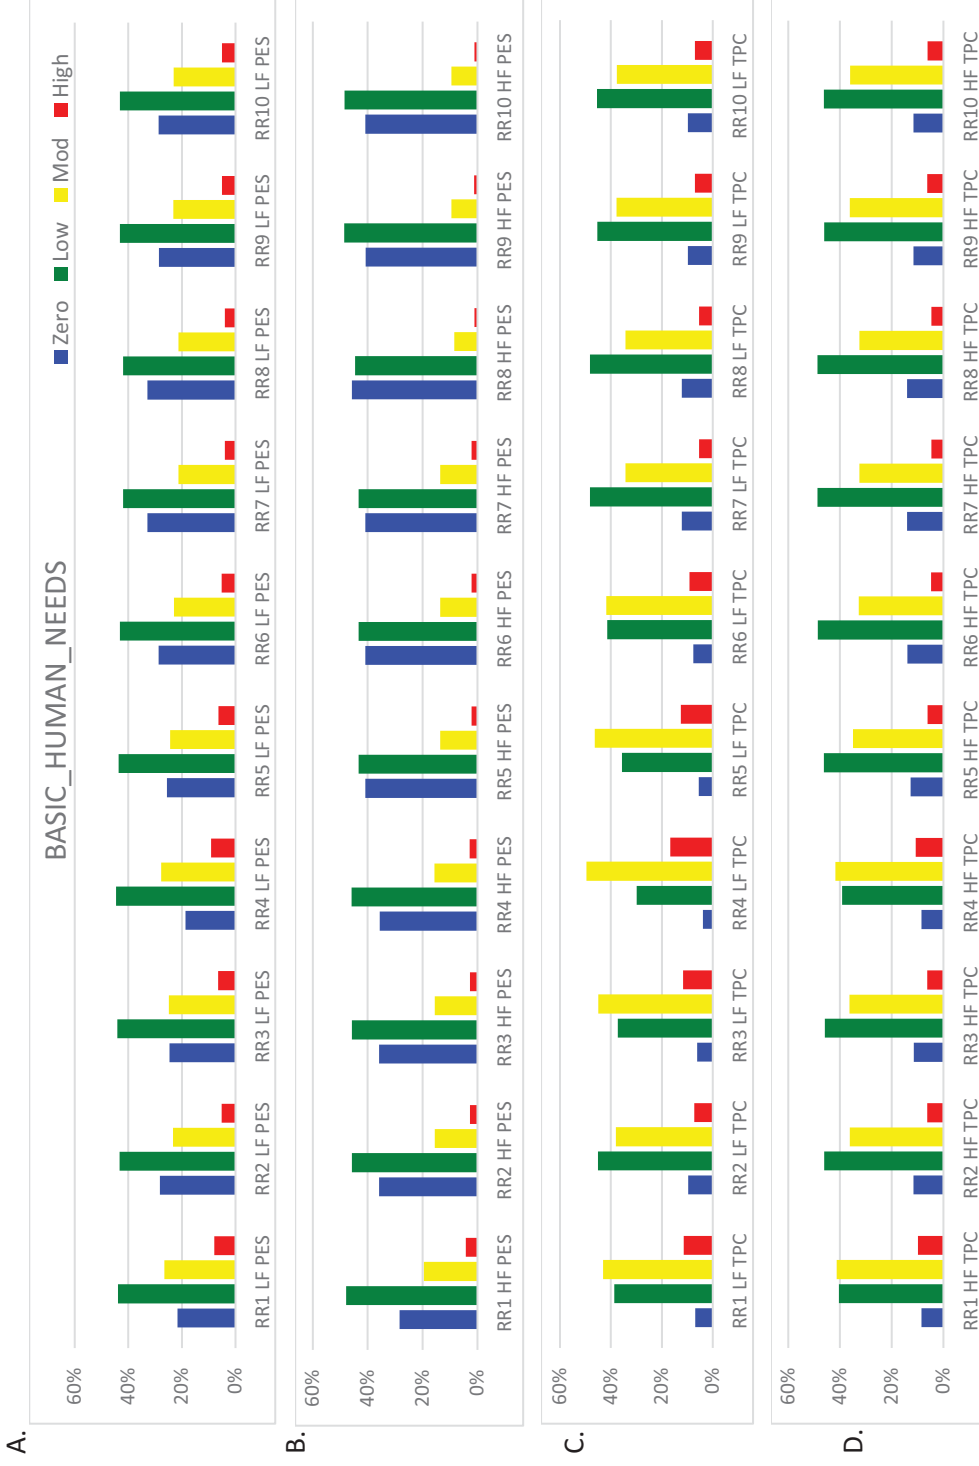 BASIC_HUMAN_NEEDS
Zero Low Mod High
A.
60%
40%
20%
0%
RR1 LF PES RR2 LF PES RR3 LF PES RR4 LF PES RR5 LF PES RR6 LF PES RR7 LF PES RR8 LF PES RR9 LF PES RR10 LF PES
B.
60%
40%
20%
0%
RR1 HF PES RR2 HF PES RR3 HF PES RR4 HF PES RR5 HF PES RR6 HF PES RR7 HF PES RR8 HF PES RR9 HF PES RR10 HF PES
C.
60%
40%
20%
0%
RR1 LF TPC RR2 LF TPC RR3 LF TPC RR4 LF TPC RR5 LF TPC RR6 LF TPC RR7 LF TPC RR8 LF TPC RR9 LF TPC RR10 LF TPC
D.
60%
40%
20%
0%
RR1 HF TPC RR2 HF TPC RR3 HF TPC RR4 HF TPC RR5 HF TPC RR6 HF TPC RR7 HF TPC RR8 HF TPC RR9 HF TPC RR10 HF TPC